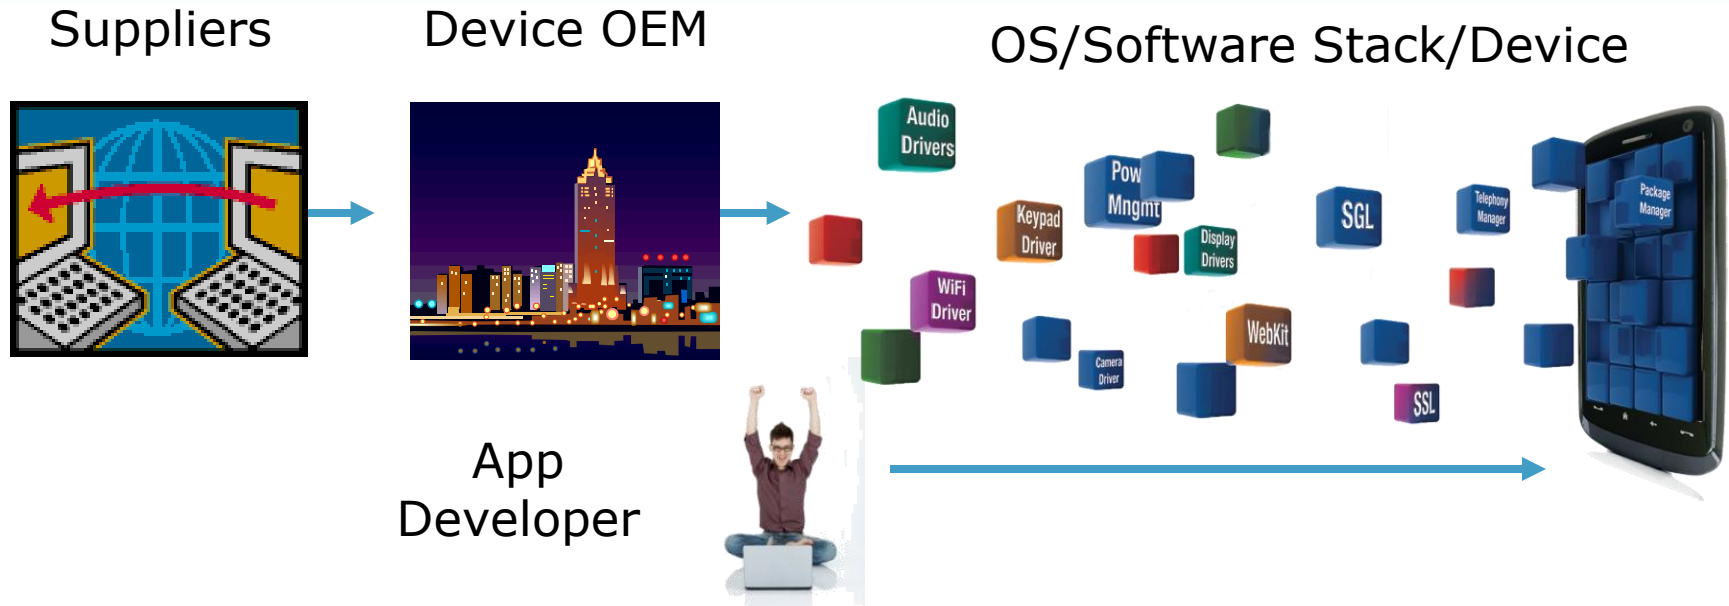 Suppliers
Device OEM
OS/Software Stack/Device
Audio
Drivers
Pow
Mngmt
Keypad
Driver
Display
Drivers
SGL
Telephony
Manager
Package
Manager
WiFi
Driver
WebKit
Camera
Driver
SSL
App
Developer